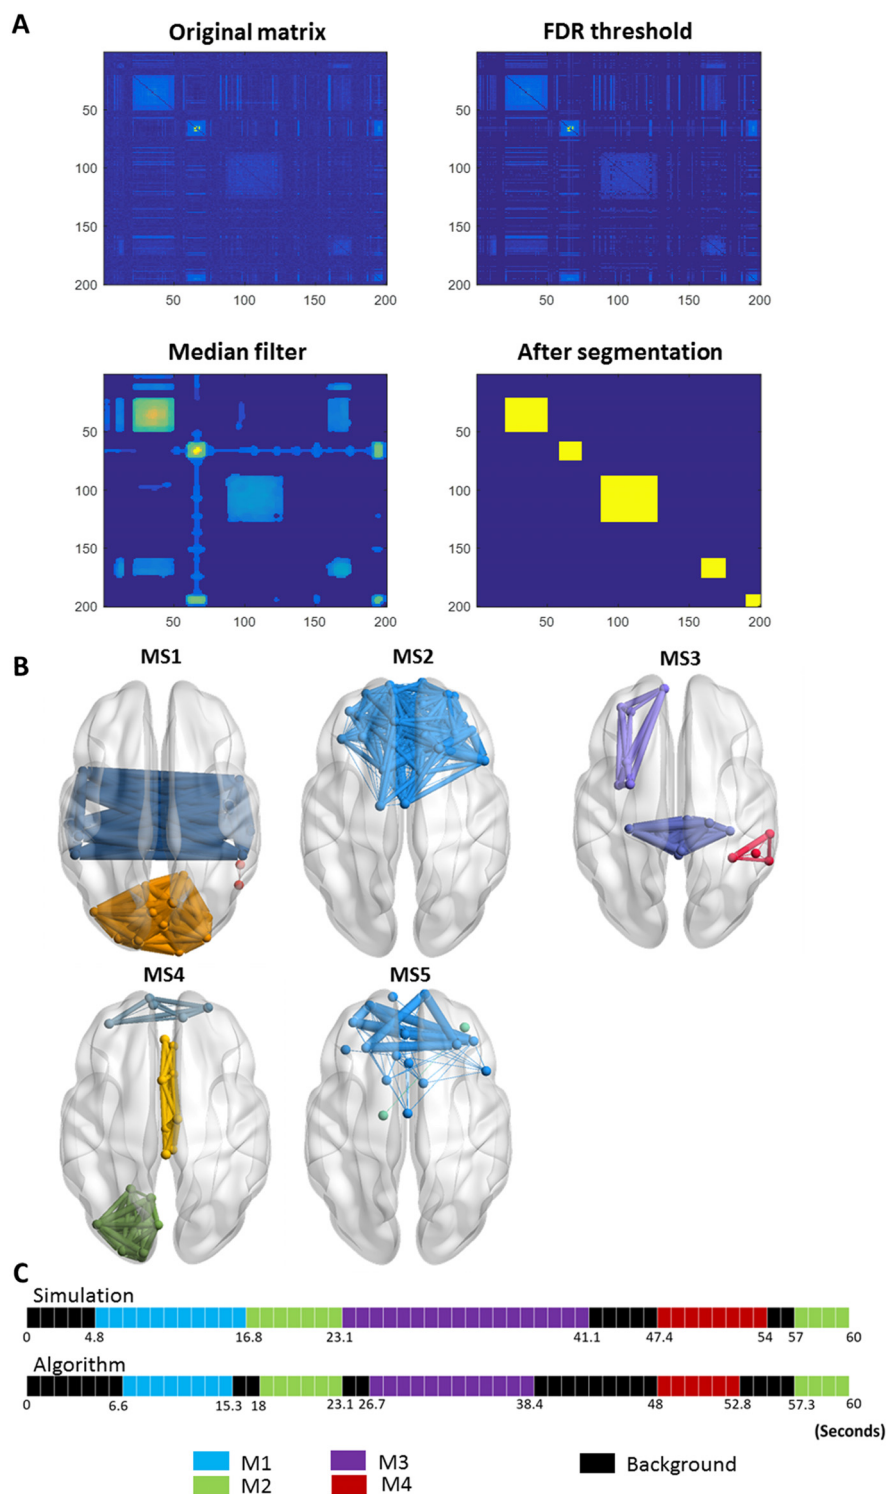 A
Original matrix
FDR threshold
50
100
150
200
50 100 150 200
50
100
150
200
50 100 150 200
Median filter
After segmentation
50
100
150
200
50 100 150 200
50
100
150
200
50 100 150 200
B
MS1
MS2
MS3
MS4
MS5
C
Simulation
0 4.8 16.8 23.1 41.1 47.4 54 57 60
Algorithm
0 6.6 15.3 18 23.1 26.7 38.4 48 52.8 57.3 60
(Seconds)
M1 M3 Background
M2 M4